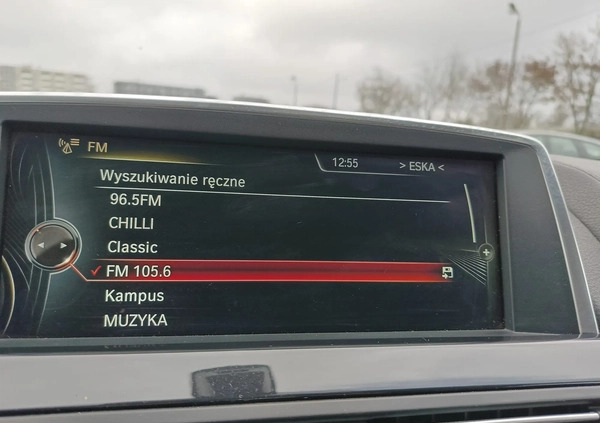 FM
12:55 > ESKA <
Wyszukiwanie ręczne
96.5FM
CHILLI
Classic
FM 105.6
Kampus
MUZYKA